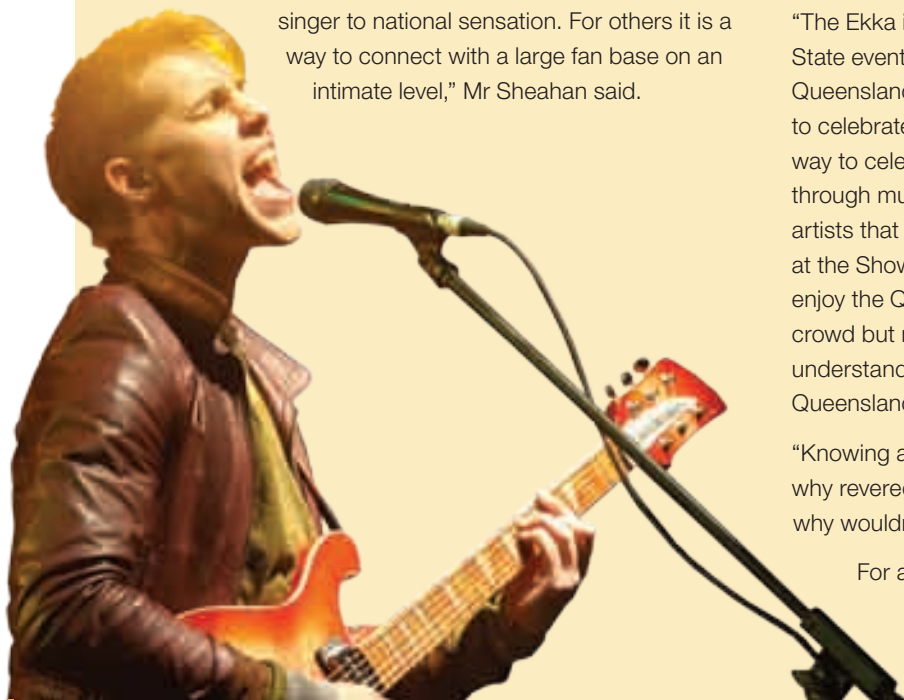 singer to national sensation. For others it is a
way to connect with a large fan base on an
intimate level,” Mr Sheahan said.
“The Ekka i
State event
Queensland
to celebrate
way to cele
through mu
artists that
at the Show
enjoy the Q
crowd but
understand
Queensland
“Knowing a
why revere
why would
For a